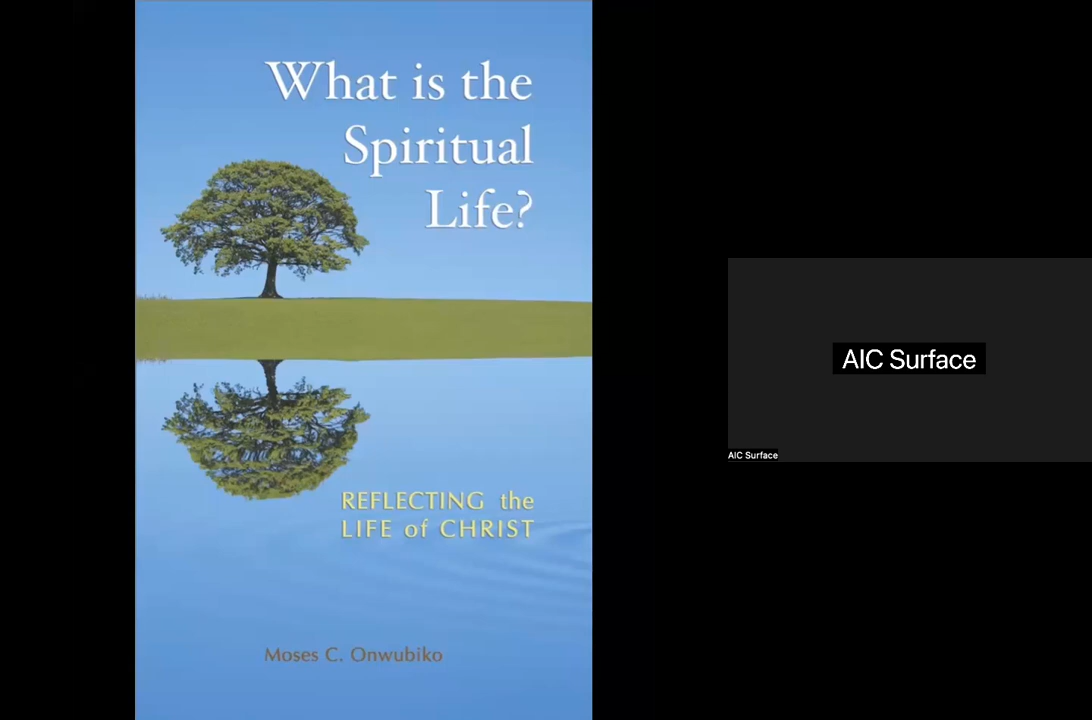 What is the
Spiritual
Life?
REFLECTING the
LIFE of CHRIST
Moses C. Onwubiko
AIC Surface
AIC Surface